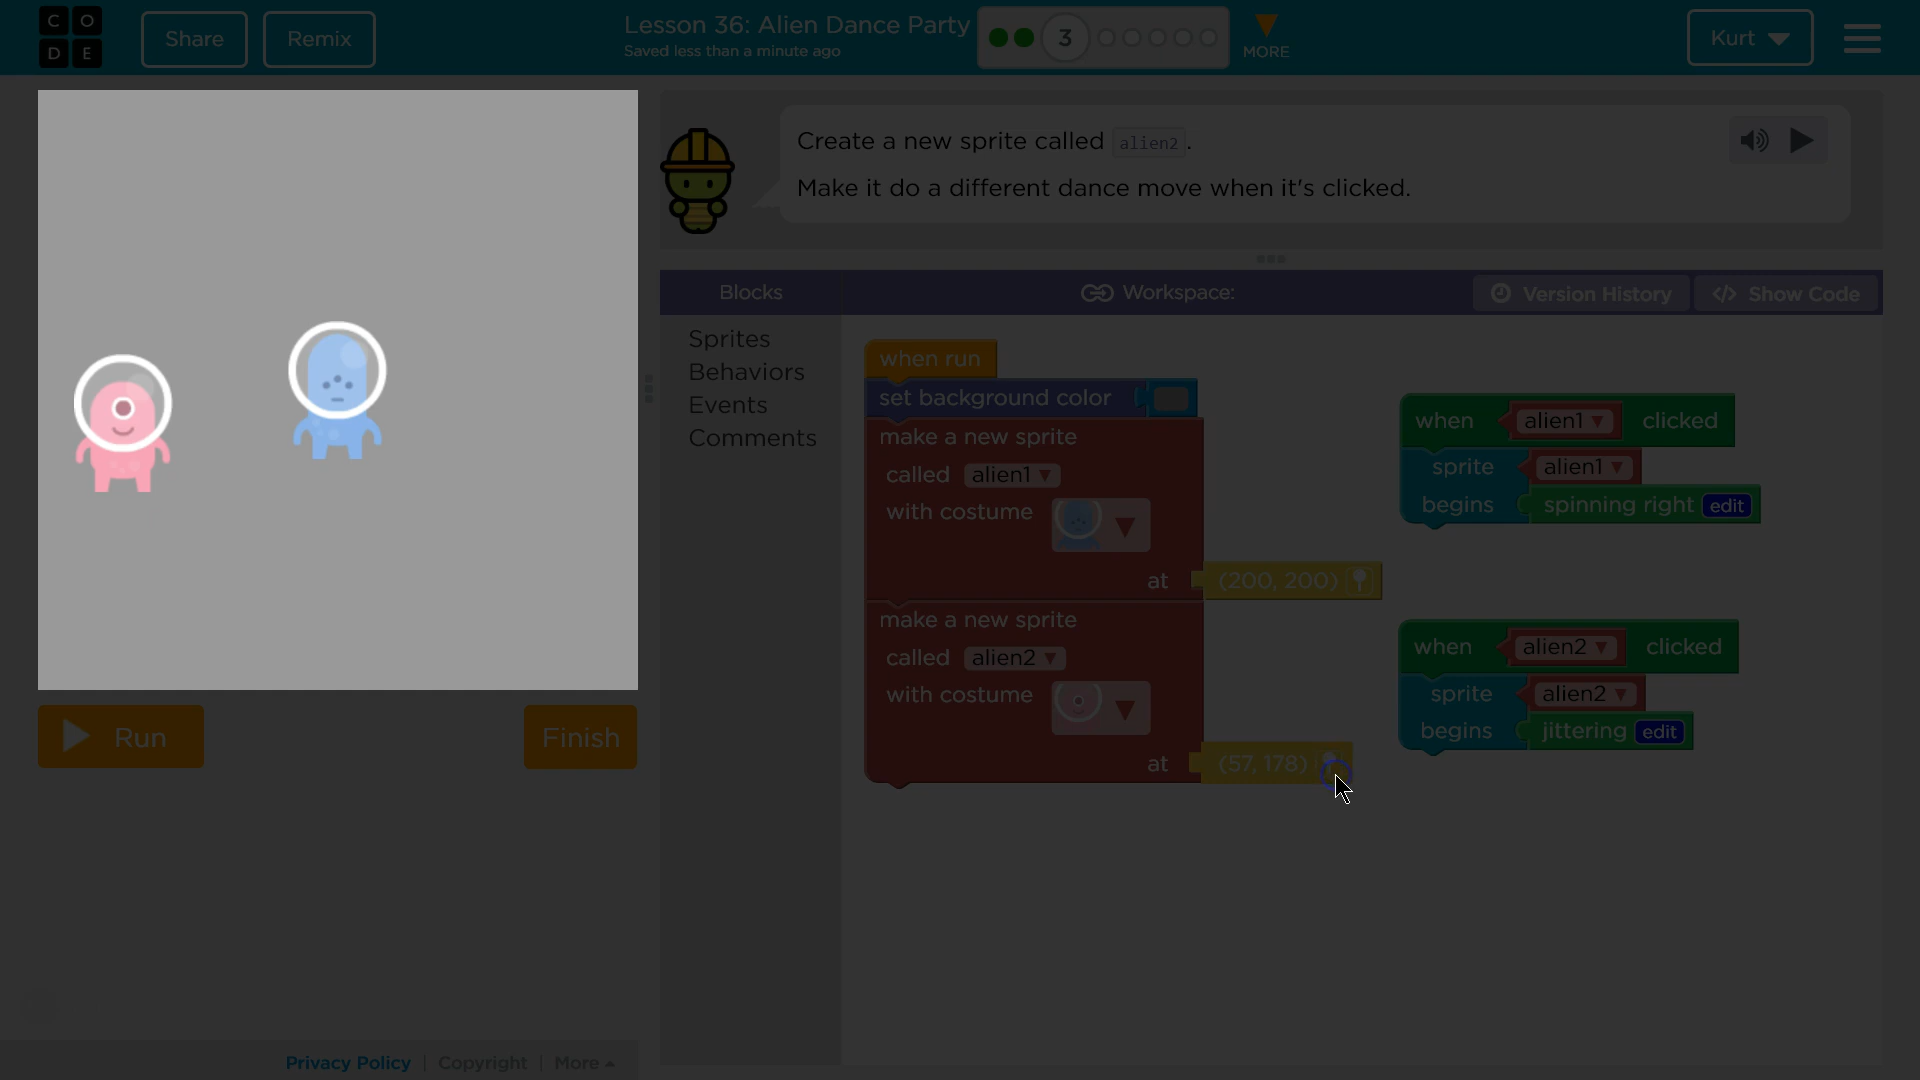 C O
D E
Share
Remix
Lesson 36: Alien Dance Party
Saved less than a minute ago
3
MORE
Kurt
Create a new sprite called alien2.
Make it do a different dance move when it's clicked.
Blocks
Workspace:
Version History
</> Show Code
Sprites
Behaviors
Events
Comments
when run
set background color
make a new sprite
called alien1
with costume
at (200, 200)
make a new sprite
called alien2
with costume
at (57, 178)
when alien1 clicked
sprite alien1
begins spinning right edit
when alien2 clicked
sprite alien2
begins jittering edit
Run
Finish
Privacy Policy | Copyright | More